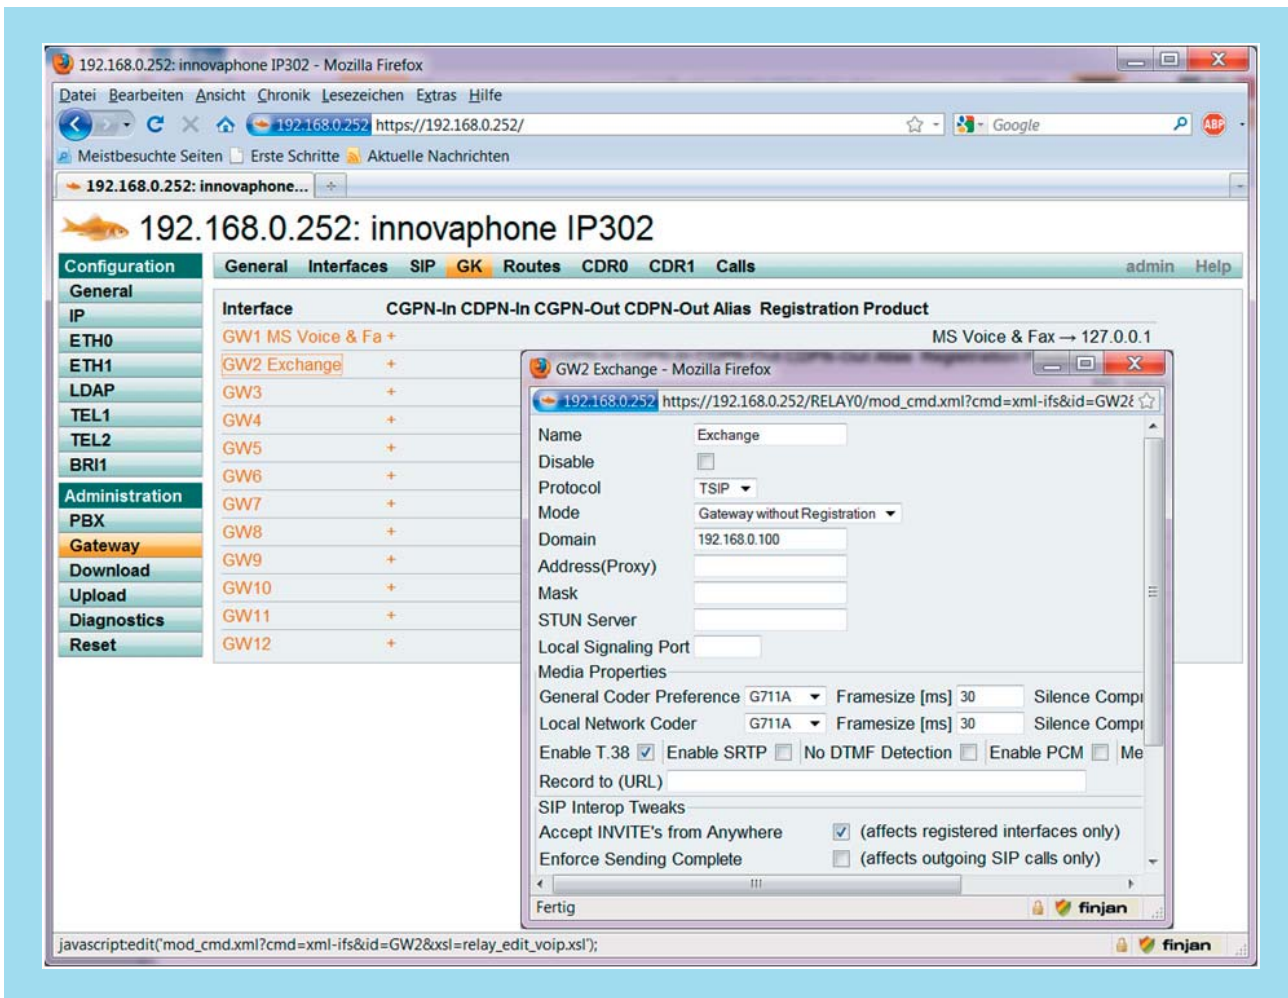 192.168.0.252: innovaphone IP302 - Mozilla Firefox
Datei Bearbeiten Ansicht Chronik Lesezeichen Extras Hilfe
192.168.0.252 https://192.168.0.252/ Google ABP
Meistbesuchte Seiten Erste Schritte Aktuelle Nachrichten
192.168.0.252: innovaphone...
192.168.0.252: innovaphone IP302
Configuration General Interfaces SIP GK Routes CDR0 CDR1 Calls admin Help
General
IP
ETH0
ETH1
LDAP
TEL1
TEL2
BRI1
Administration
PBX
Gateway
Download
Upload
Diagnostics
Reset
Interface CGPN-In CDPN-In CGPN-Out CDPN-Out Alias Registration Product
GW1 MS Voice & Fa + MS Voice & Fax → 127.0.0.1
GW2 Exchange +
GW3 +
GW4 +
GW5 +
GW6 +
GW7 +
GW8 +
GW9 +
GW10 +
GW11 +
GW12 +
GW2 Exchange - Mozilla Firefox
192.168.0.252 https://192.168.0.252/RELAY0/mod_cmd.xml?cmd=xml-ifs&id=GW2&
Name Exchange
Disable
Protocol TSIP
Mode Gateway without Registration
Domain 192.168.0.100
Address(Proxy)
Mask
STUN Server
Local Signaling Port
Media Properties
General Coder Preference G711A Framesize [ms] 30 Silence Compr
Local Network Coder G711A Framesize [ms] 30 Silence Compr
Enable T.38 Enable SRTP No DTMF Detection Enable PCM Me
Record to (URL)
SIP Interop Tweaks
Accept INVITE's from Anywhere (affects registered interfaces only)
Enforce Sending Complete (affects outgoing SIP calls only)
Fertig finjan
javascript:edit('mod_cmd.xml?cmd=xml-ifs&id=GW2&xsl=relay_edit_voip.xsl'); finjan